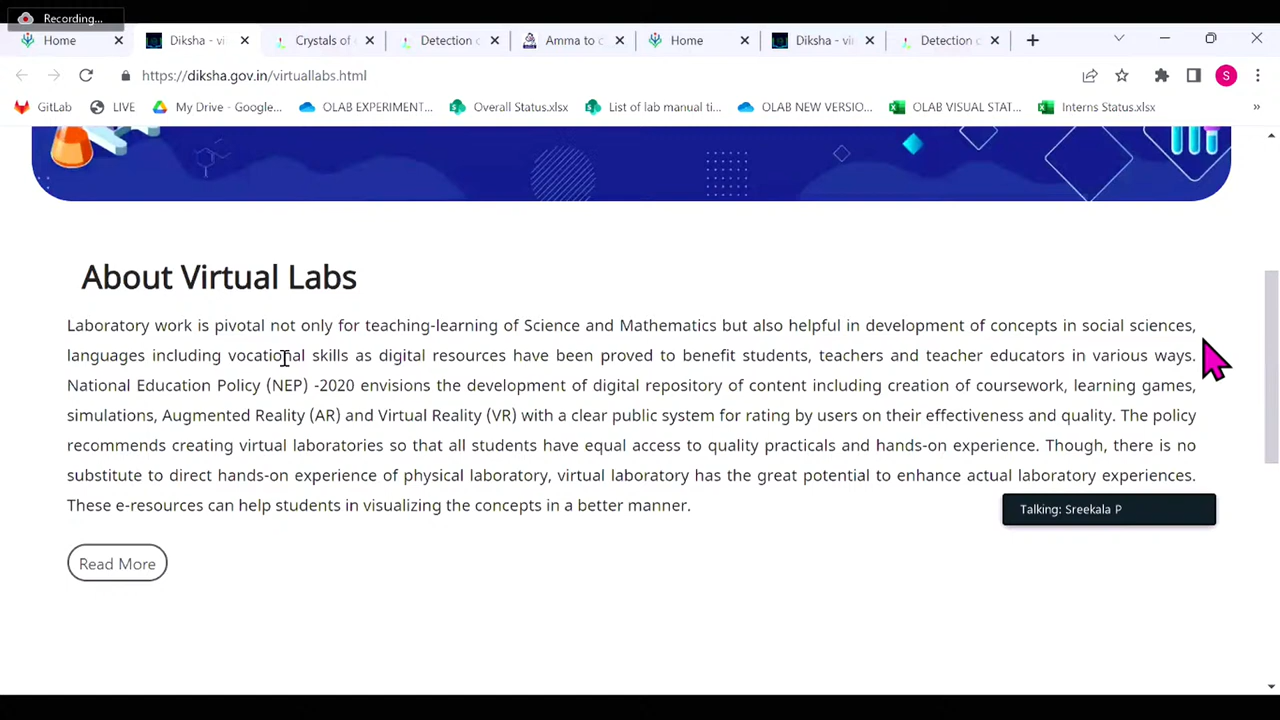 Recording...
Home
Diksha - vi
Crystals of
Detection c
Amma to c
Home
Diksha - vi
Detection c
https://diksha.gov.in/virtuallabs.html
S
GitLab
LIVE
My Drive - Google...
OLAB EXPERIMENT...
Overall Status.xlsx
List of lab manual ti...
OLAB NEW VERSIO...
OLAB VISUAL STAT...
Interns Status.xlsx
»
About Virtual Labs
Laboratory work is pivotal not only for teaching-learning of Science and Mathematics but also helpful in development of concepts in social sciences,
languages including vocational skills as digital resources have been proved to benefit students, teachers and teacher educators in various ways.
National Education Policy (NEP) -2020 envisions the development of digital repository of content including creation of coursework, learning games,
simulations, Augmented Reality (AR) and Virtual Reality (VR) with a clear public system for rating by users on their effectiveness and quality. The policy
recommends creating virtual laboratories so that all students have equal access to quality practicals and hands-on experience. Though, there is no
substitute to direct hands-on experience of physical laboratory, virtual laboratory has the great potential to enhance actual laboratory experiences.
These e-resources can help students in visualizing the concepts in a better manner.
Talking: Sreekala P
Read More